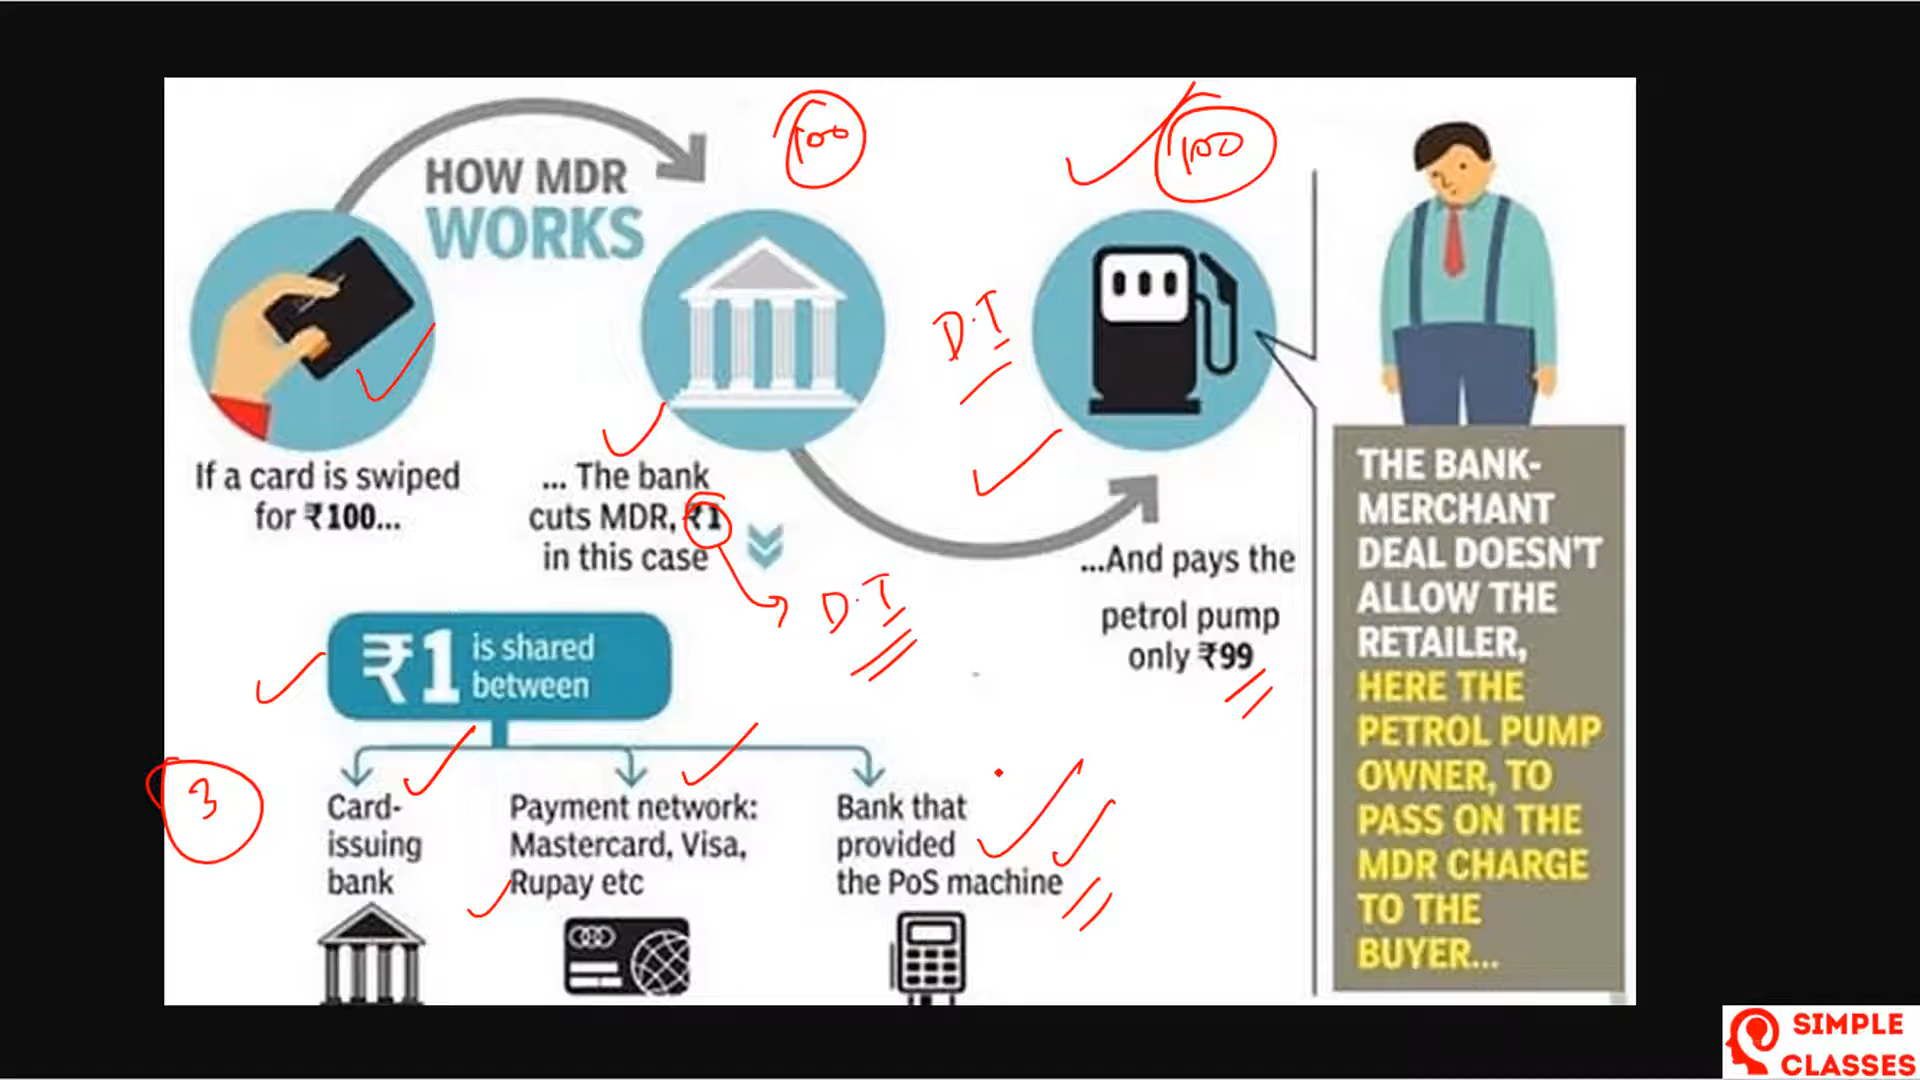 HOW MDR
WORKS
100
100
D.I
If a card is swiped
for ₹100...
... The bank
cuts MDR, ₹1
in this case
D.I
...And pays the
petrol pump
only ₹99
₹1 is shared
between
3
Card-
issuing
bank
Payment network:
Mastercard, Visa,
Rupay etc
Bank that
provided
the PoS machine
THE BANK-
MERCHANT
DEAL DOESN'T
ALLOW THE
RETAILER,
HERE THE
PETROL PUMP
OWNER, TO
PASS ON THE
MDR CHARGE
TO THE
BUYER...
SIMPLE
CLASSES